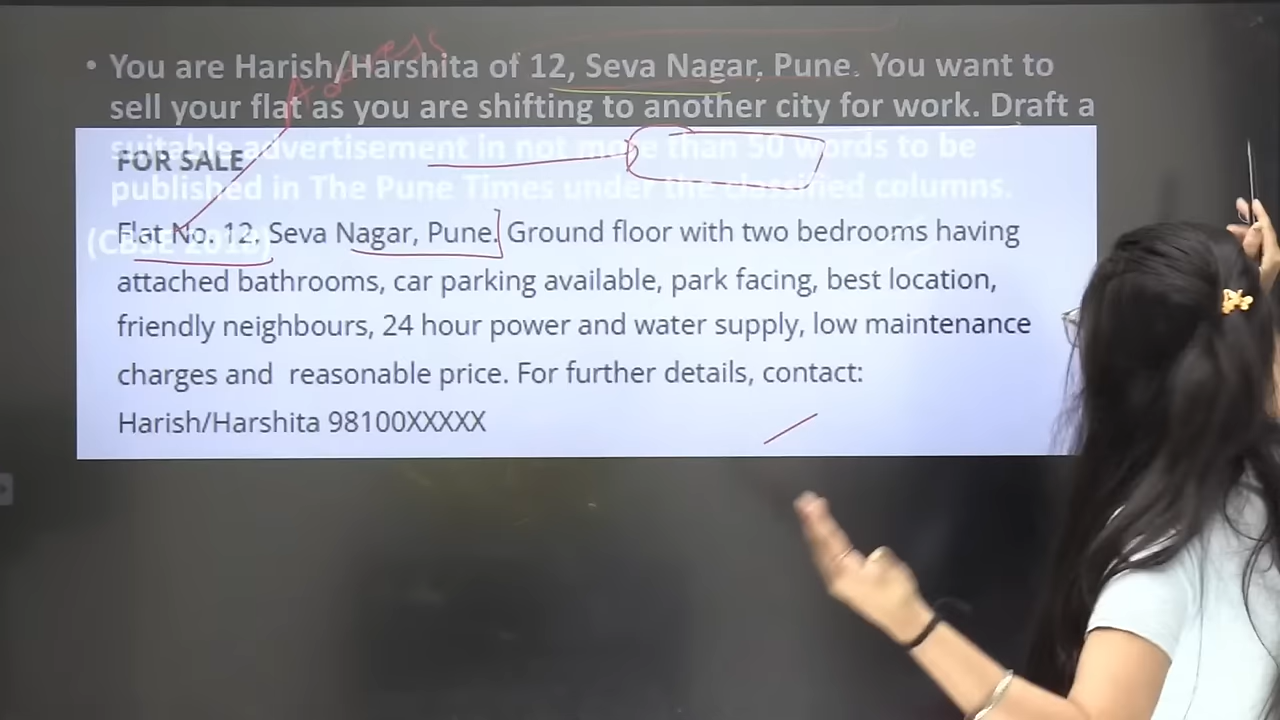 • You are Harish/Harshita of 12, Seva Nagar, Pune. You want to
sell your flat as you are shifting to another city for work. Draft a
suitable advertisement in not more than 50 words to be
published in The Pune Times under the classified columns.
Address
FOR SALE
Flat No. 12, Seva Nagar, Pune. Ground floor with two bedrooms having
attached bathrooms, car parking available, park facing, best location,
friendly neighbours, 24 hour power and water supply, low maintenance
charges and reasonable price. For further details, contact:
Harish/Harshita 98100XXXXX